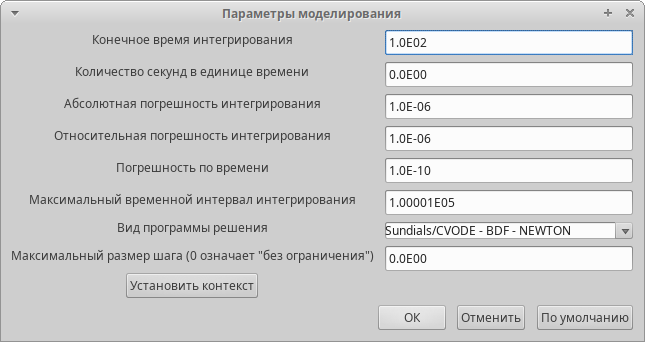 Параметры моделирования
Конечное время интегрирования 1.0E02
Количество секунд в единице времени 0.0E00
Абсолютная погрешность интегрирования 1.0E-06
Относительная погрешность интегрирования 1.0E-06
Погрешность по времени 1.0E-10
Максимальный временной интервал интегрирования 1.00001E05
Вид программы решения Sundials/CVODE - BDF - NEWTON
Максимальный размер шага (0 означает "без ограничения") 0.0E00
Установить контекст
ОК Отменить По умолчанию